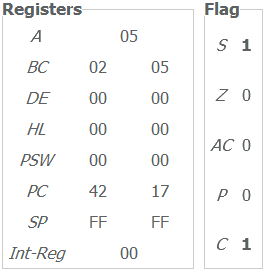 Registers
A 05
BC 02 05
DE 00 00
HL 00 00
PSW 00 00
PC 42 17
SP FF FF
Int-Reg 00
Flag
S 1
Z 0
AC 0
P 0
C 1